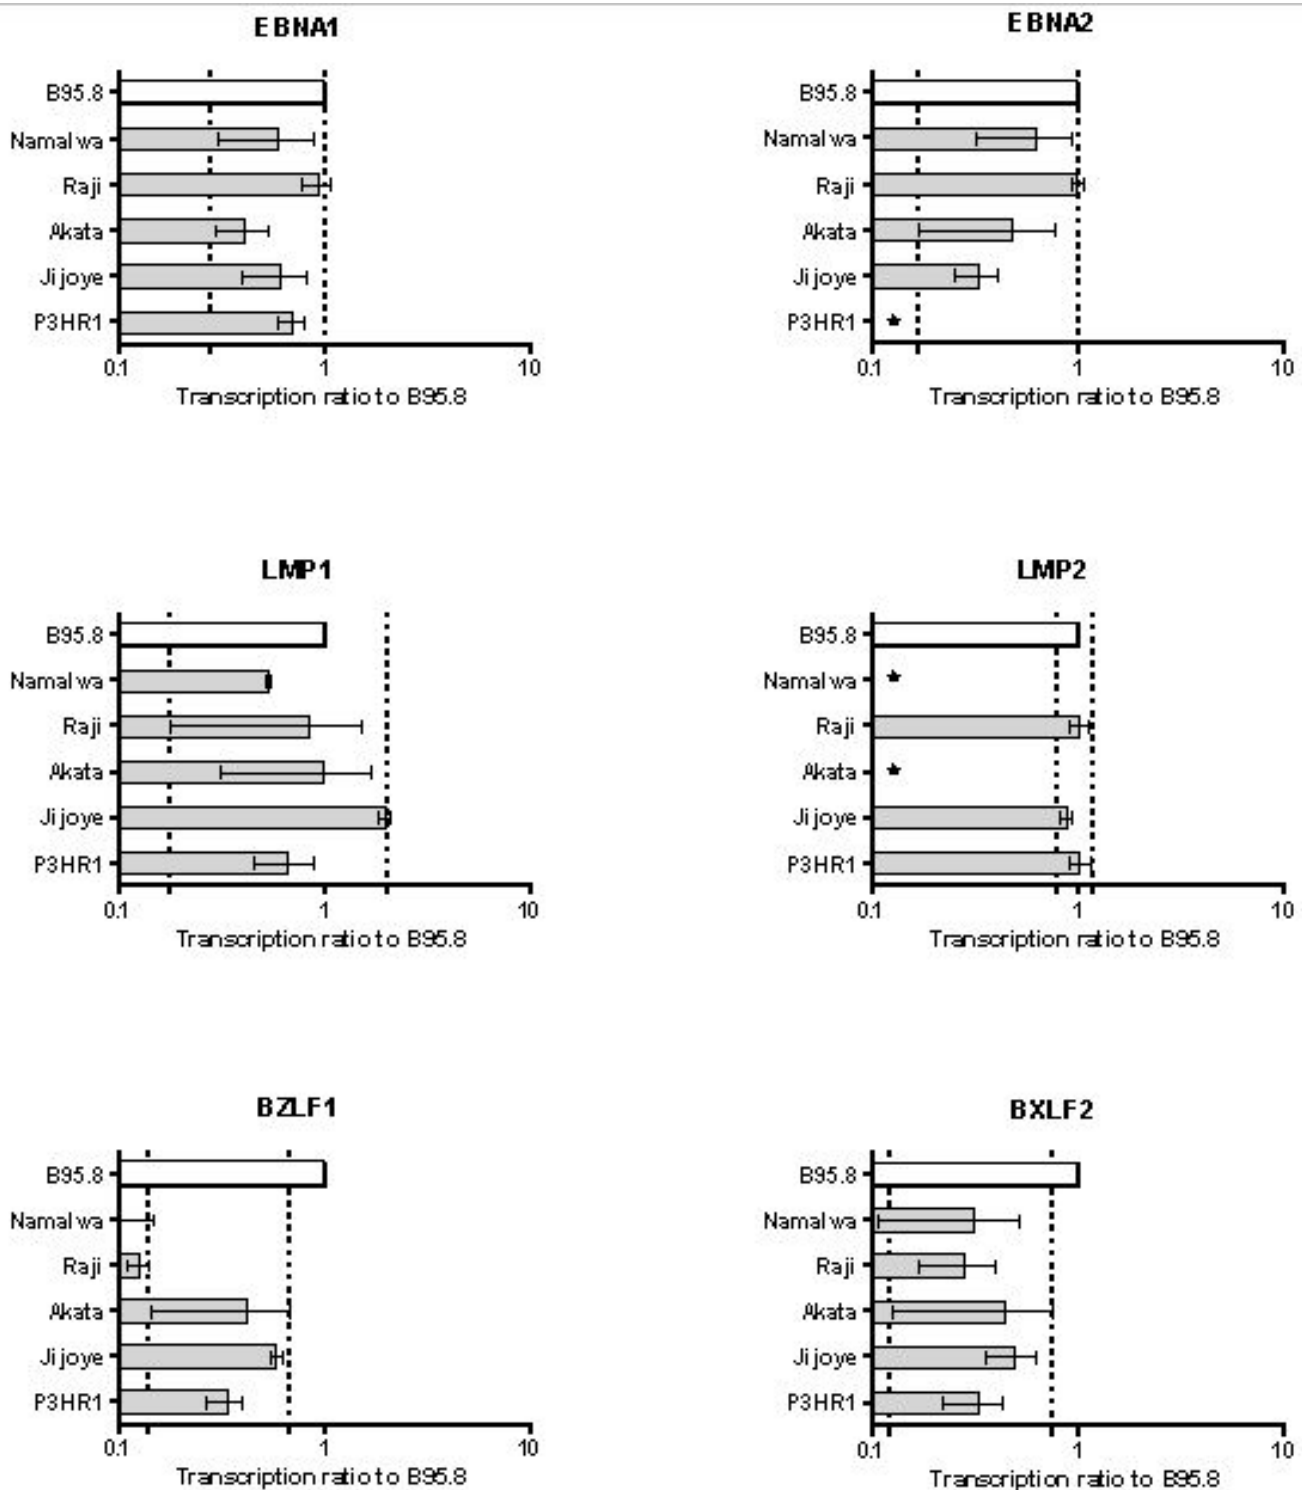 EBNA1
B95.8
Namalwa
Raji
Akata
Jijoye
P3HR1
0.1 1 10
Transcription ratio to B95.8
EBNA2
B95.8
Namalwa
Raji
Akata
Jijoye
P3HR1
0.1 1 10
Transcription ratio to B95.8
LMP1
B95.8
Namalwa
Raji
Akata
Jijoye
P3HR1
0.1 1 10
Transcription ratio to B95.8
LMP2
B95.8
Namalwa
Raji
Akata
Jijoye
P3HR1
0.1 1 10
Transcription ratio to B95.8
BZLF1
B95.8
Namalwa
Raji
Akata
Jijoye
P3HR1
0.1 1 10
Transcription ratio to B95.8
BXLF2
B95.8
Namalwa
Raji
Akata
Jijoye
P3HR1
0.1 1 10
Transcription ratio to B95.8